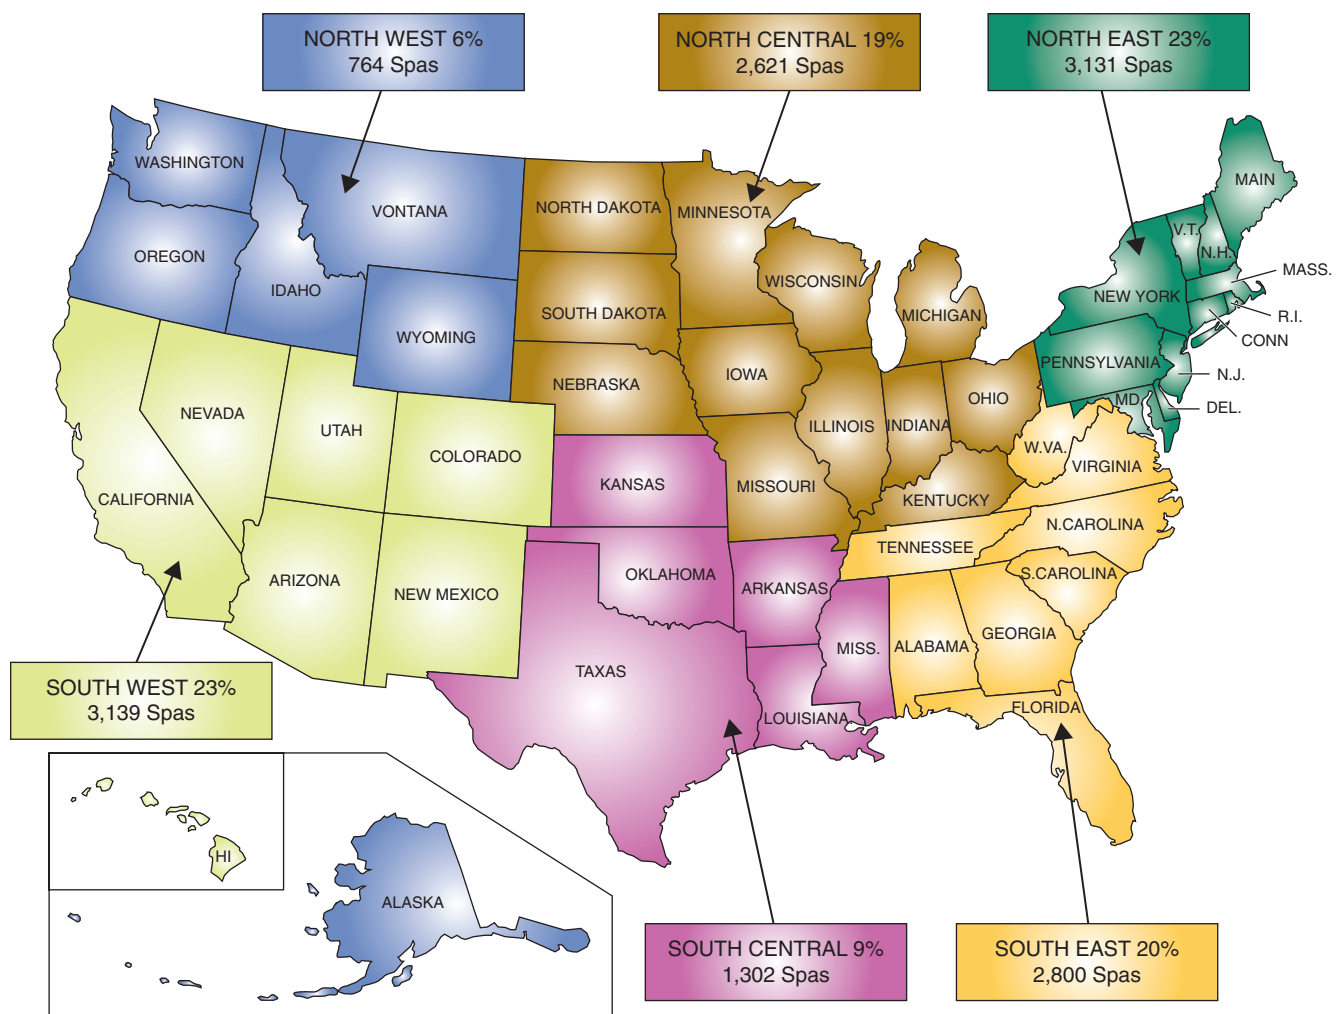 NORTH WEST 6%
764 Spas
NORTH CENTRAL 19%
2,621 Spas
NORTH EAST 23%
3,131 Spas
WASHINGTON
VONTANA
OREGON
IDAHO
WYOMING
NORTH DAKOTA
MINNESOTA
SOUTH DAKOTA
WISCONSIN
MICHIGAN
NEBRASKA
IOWA
ILLINOIS
INDIANA
OHIO
MISSOURI
KENTUCKY
MAIN
V.T.
N.H.
MASS.
NEW YORK
R.I.
CONN
PENNSYLVANIA
N.J.
MD
DEL.
NEVADA
UTAH
COLORADO
CALIFORNIA
ARIZONA
NEW MEXICO
KANSAS
OKLAHOMA
ARKANSAS
TAXAS
MISS.
LOUISIANA.
W.VA.
VIRGINIA
N.CAROLINA
TENNESSEE
S.CAROLINA
ALABAMA
GEORGIA
FLORIDA
SOUTH WEST 23%
3,139 Spas
HI
ALASKA
SOUTH CENTRAL 9%
1,302 Spas
SOUTH EAST 20%
2,800 Spas